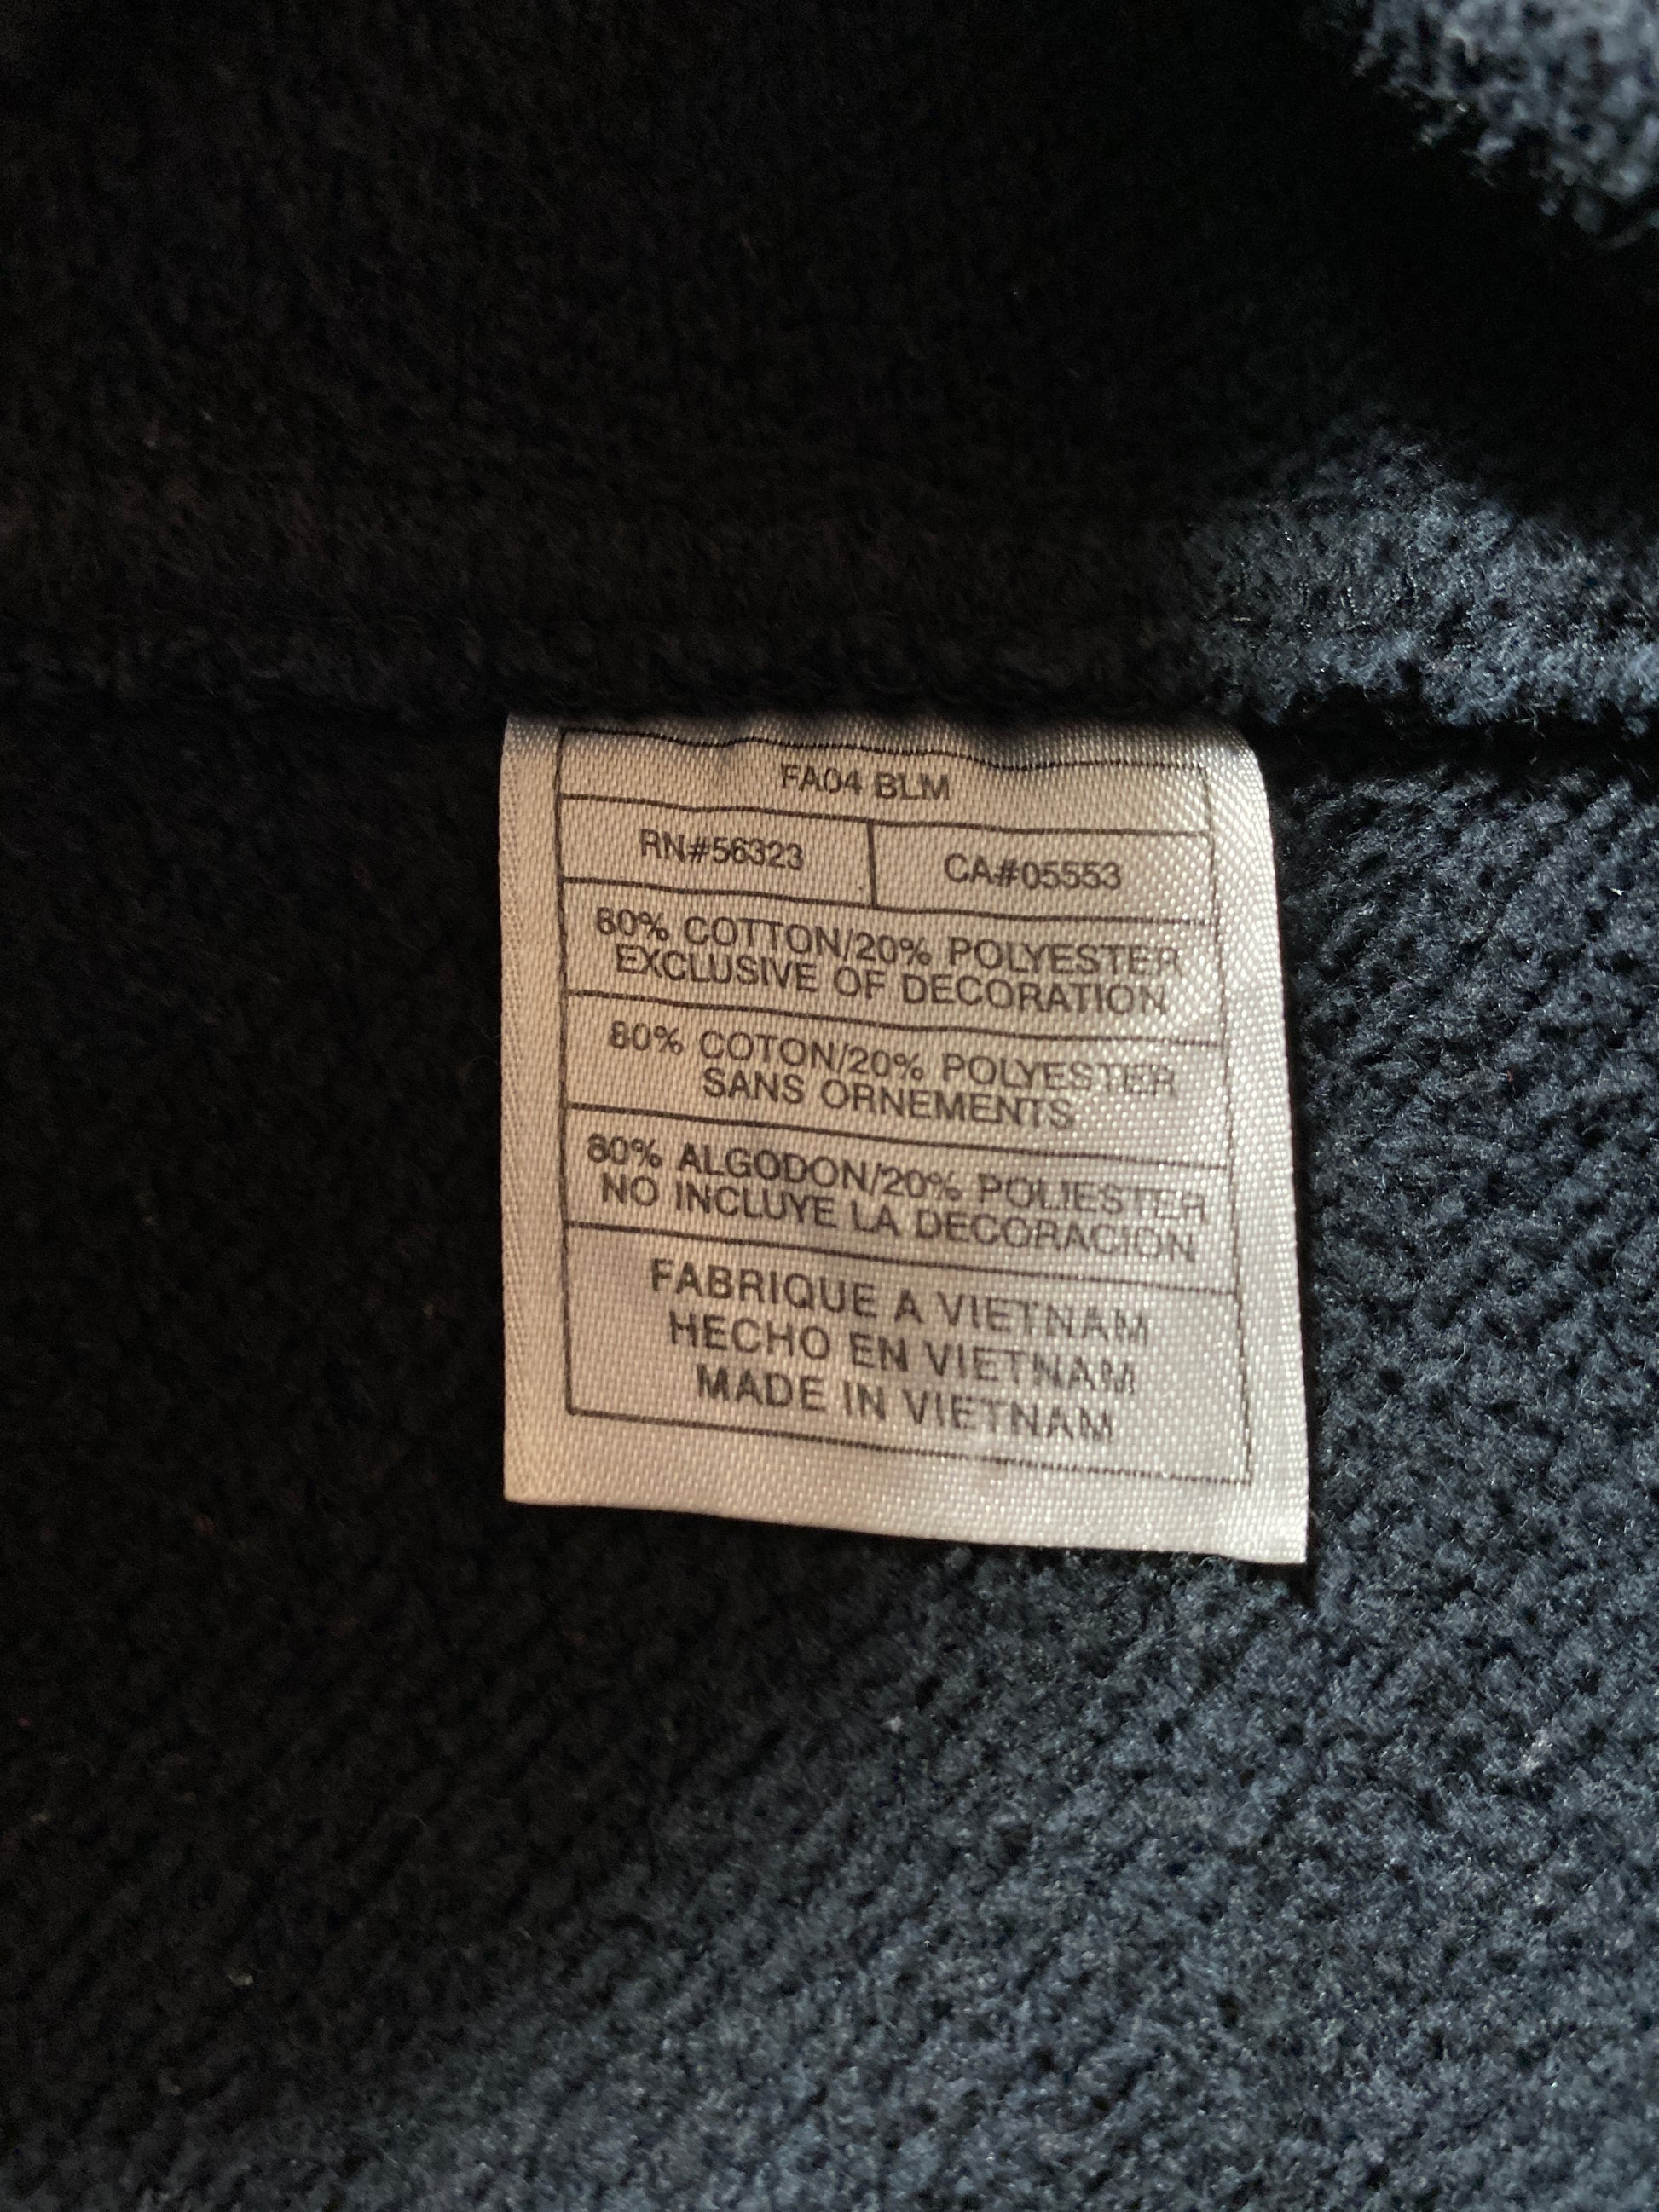 FA04 BLM
RN#56323 CA#05553
80% COTTON/20% POLYESTER
EXCLUSIVE OF DECORATION
80% COTON/20% POLYESTER
SANS ORNEMENTS
80% ALGODON/20% POLIESTER
NO INCLUYE LA DECORACION
FABRIQUE A VIETNAM
HECHO EN VIETNAM
MADE IN VIETNAM